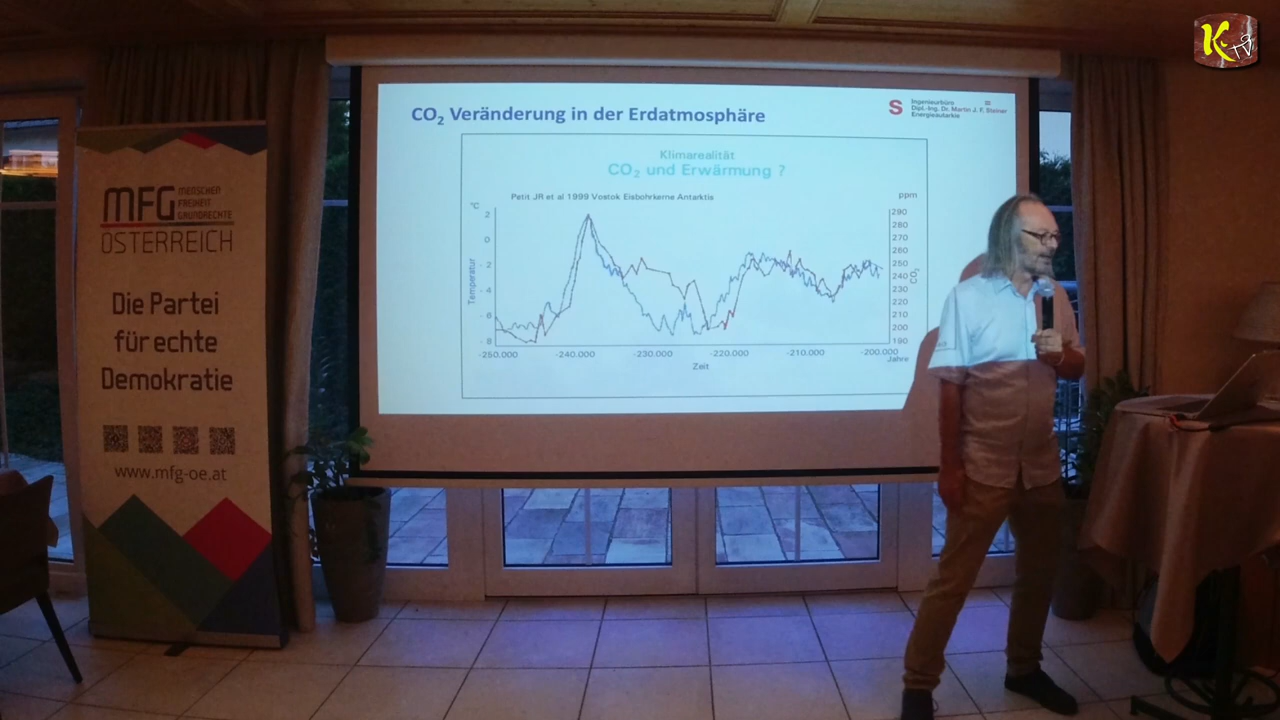 K TV
CO₂ Veränderung in der Erdatmosphäre
S
Ingenieurbüro
Dipl.-Ing. Dr. Martin J. F. Steiner
Energieautarkie
Klimarealität
CO₂ und Erwärmung ?
Petit JR et al 1999 Vostok Eisbohrkerne Antarktis
°C
ppm
2
0
- 2
- 4
- 6
- 8
Temperatur
290
280
270
260
250
240
230
220
210
200
190
CO₂
-250.000 -240.000 -230.000 -220.000 -210.000 -200.000
Zeit
Jahre
MFG MENSCHEN
FREIHEIT
GRUNDRECHTE
ÖSTERREICH
Die Partei
für echte
Demokratie
www.mfg-oe.at